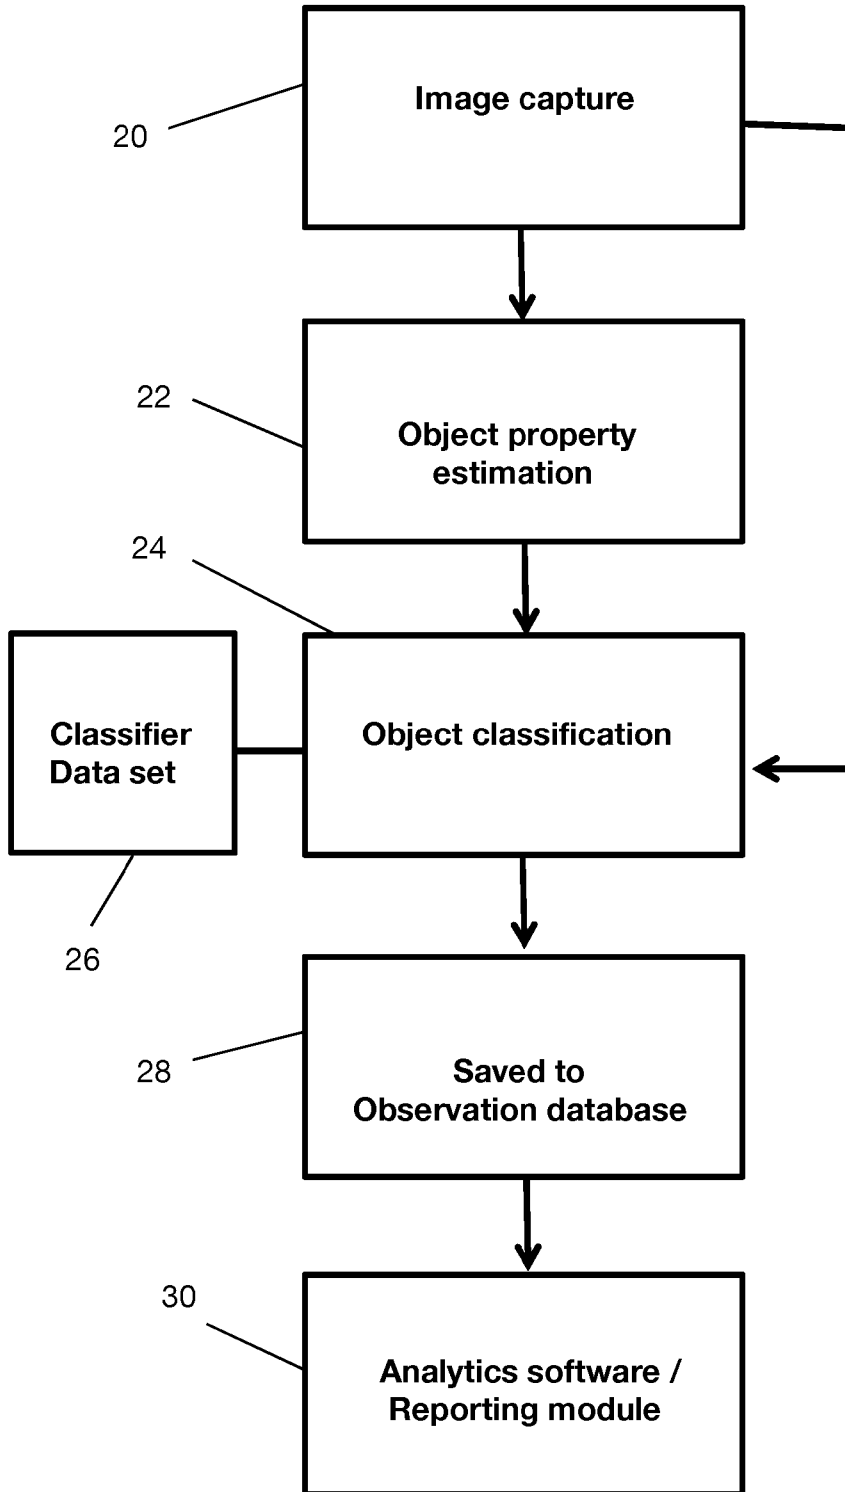 Image capture
20
22
Object property
estimation
24
Classifier
Data set
Object classification
26
28
Saved to
Observation database
30
Analytics software /
Reporting module